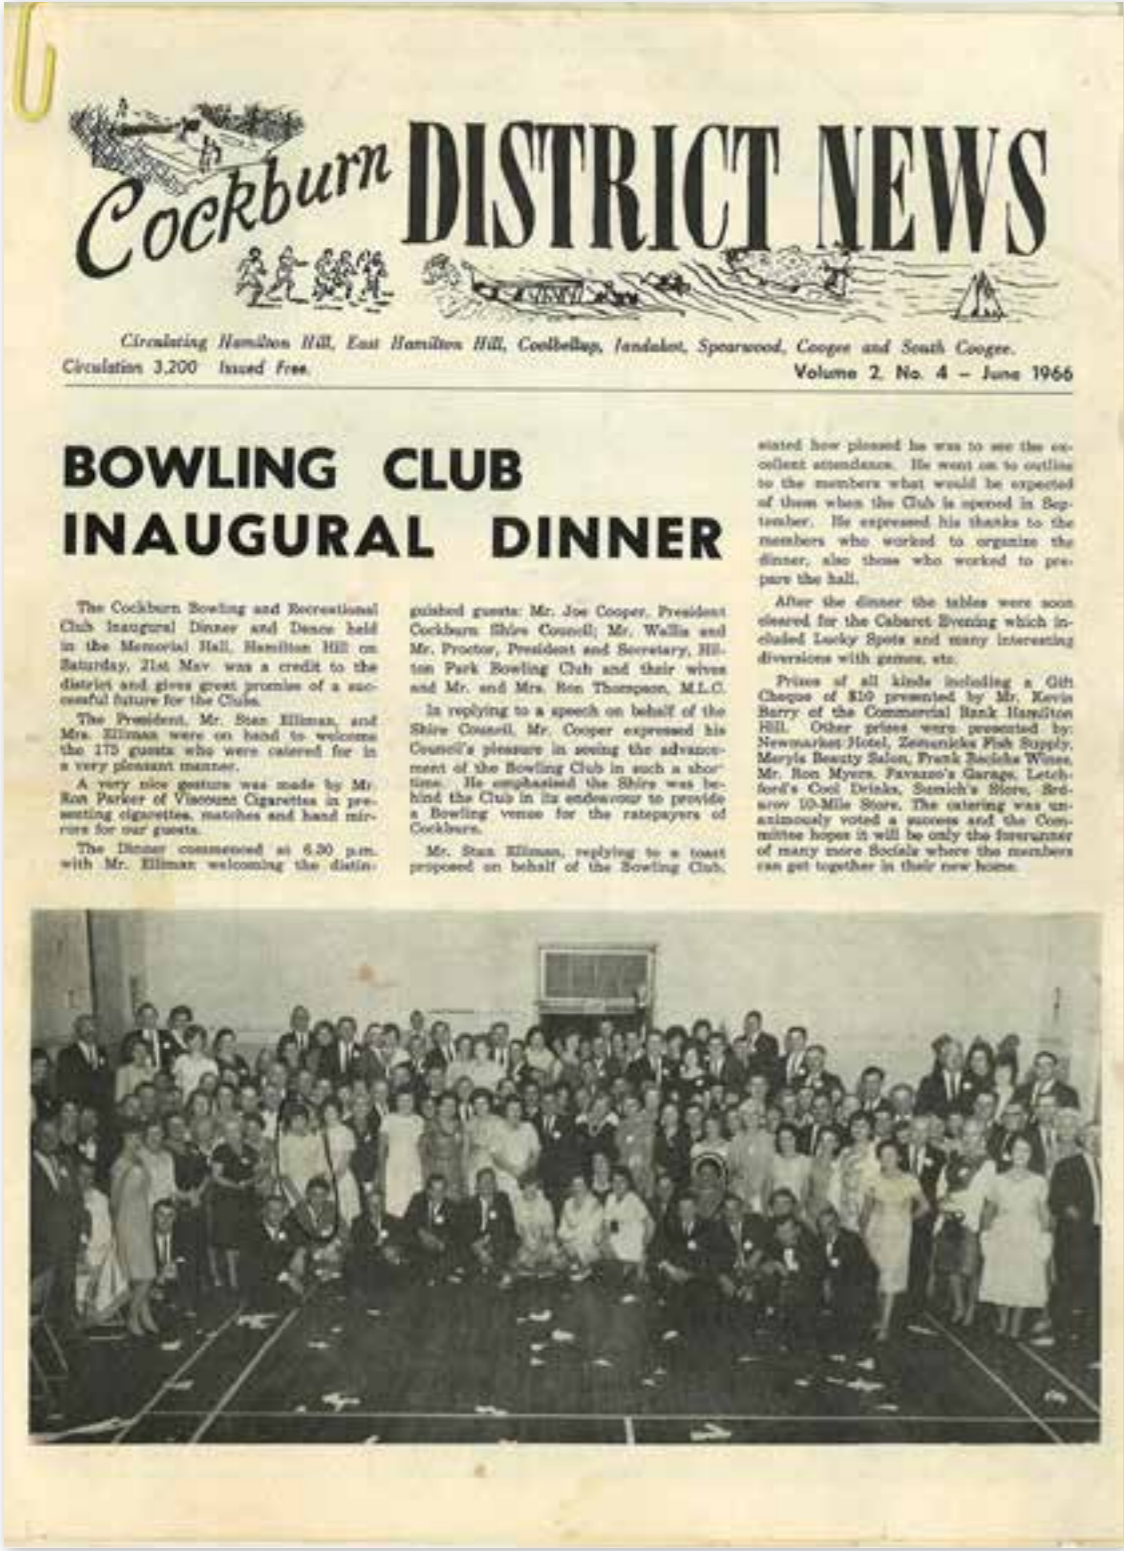 Cockburn DISTRICT NEWS
Circulating Hamilton Hill, East Hamilton Hill, Coolbellup, Jandakot, Spearwood, Coogee and South Coogee.
Circulation 3,200 Issued Free.
Volume 2, No. 4 – June 1966
BOWLING CLUB
INAUGURAL DINNER
The Cockburn Bowling and Recreational
Club Inaugural Dinner and Dance held
in the Memorial Hall, Hamilton Hill on
Saturday, 21st May was a credit to the
district and gives great promise of a suc-
cessful future for the Clubs.
The President, Mr. Stan Elliman, and
Mrs. Elliman were on hand to welcome
the 175 guests who were catered for in
a very pleasant manner.
A very nice gesture was made by Mr.
Ron Parker of Viscount Cigarettes in pre-
senting cigarettes, matches and hand mir-
rors for our guests.
The Dinner commenced at 6.30 p.m.
with Mr. Elliman welcoming the distin-
guished guests: Mr. Joe Cooper, President
Cockburn Shire Council; Mr. Wallis and
Mr. Proctor, President and Secretary, Hil-
ton Park Bowling Club and their wives
and Mr. and Mrs. Ron Thompson, M.L.C.
In replying to a speech on behalf of the
Shire Council, Mr. Cooper expressed his
Council's pleasure in seeing the advance-
ment of the Bowling Club in such a shor
time. He emphasised the Shire was be-
hind the Club in its endeavour to provide
a Bowling venue for the ratepayers of
Cockburn.
Mr. Stan Elliman, replying to a toast
proposed on behalf of the Bowling Club,
stated how pleased he was to see the ex-
cellent attendance. He went on to outline
to the members what would be expected
of them when the Club is opened in Sep-
tember. He expressed his thanks to the
members who worked to organize the
dinner, also those who worked to pre-
pare the hall.
After the dinner the tables were soon
cleared for the Cabaret Evening which in-
cluded Lucky Spots and many interesting
diversions with games, etc.
Prizes of all kinds including a Gift
Cheque of $10 presented by Mr. Kevin
Barry of the Commercial Bank Hamilton
Hill. Other prizes were presented by:
Newmarket Hotel, Zemunicks Fish Supply,
Meryls Beauty Salon, Frank Bacichs Wines,
Mr. Ron Myers, Pavazzo's Garage, Letch-
ford's Cool Drinks, Sumich's Store,
10-Mile Store. The catering was un-
animously voted a success and the Com-
mittee hopes it will be only the forerunner
of many more Socials where the members
can get together in their new home.